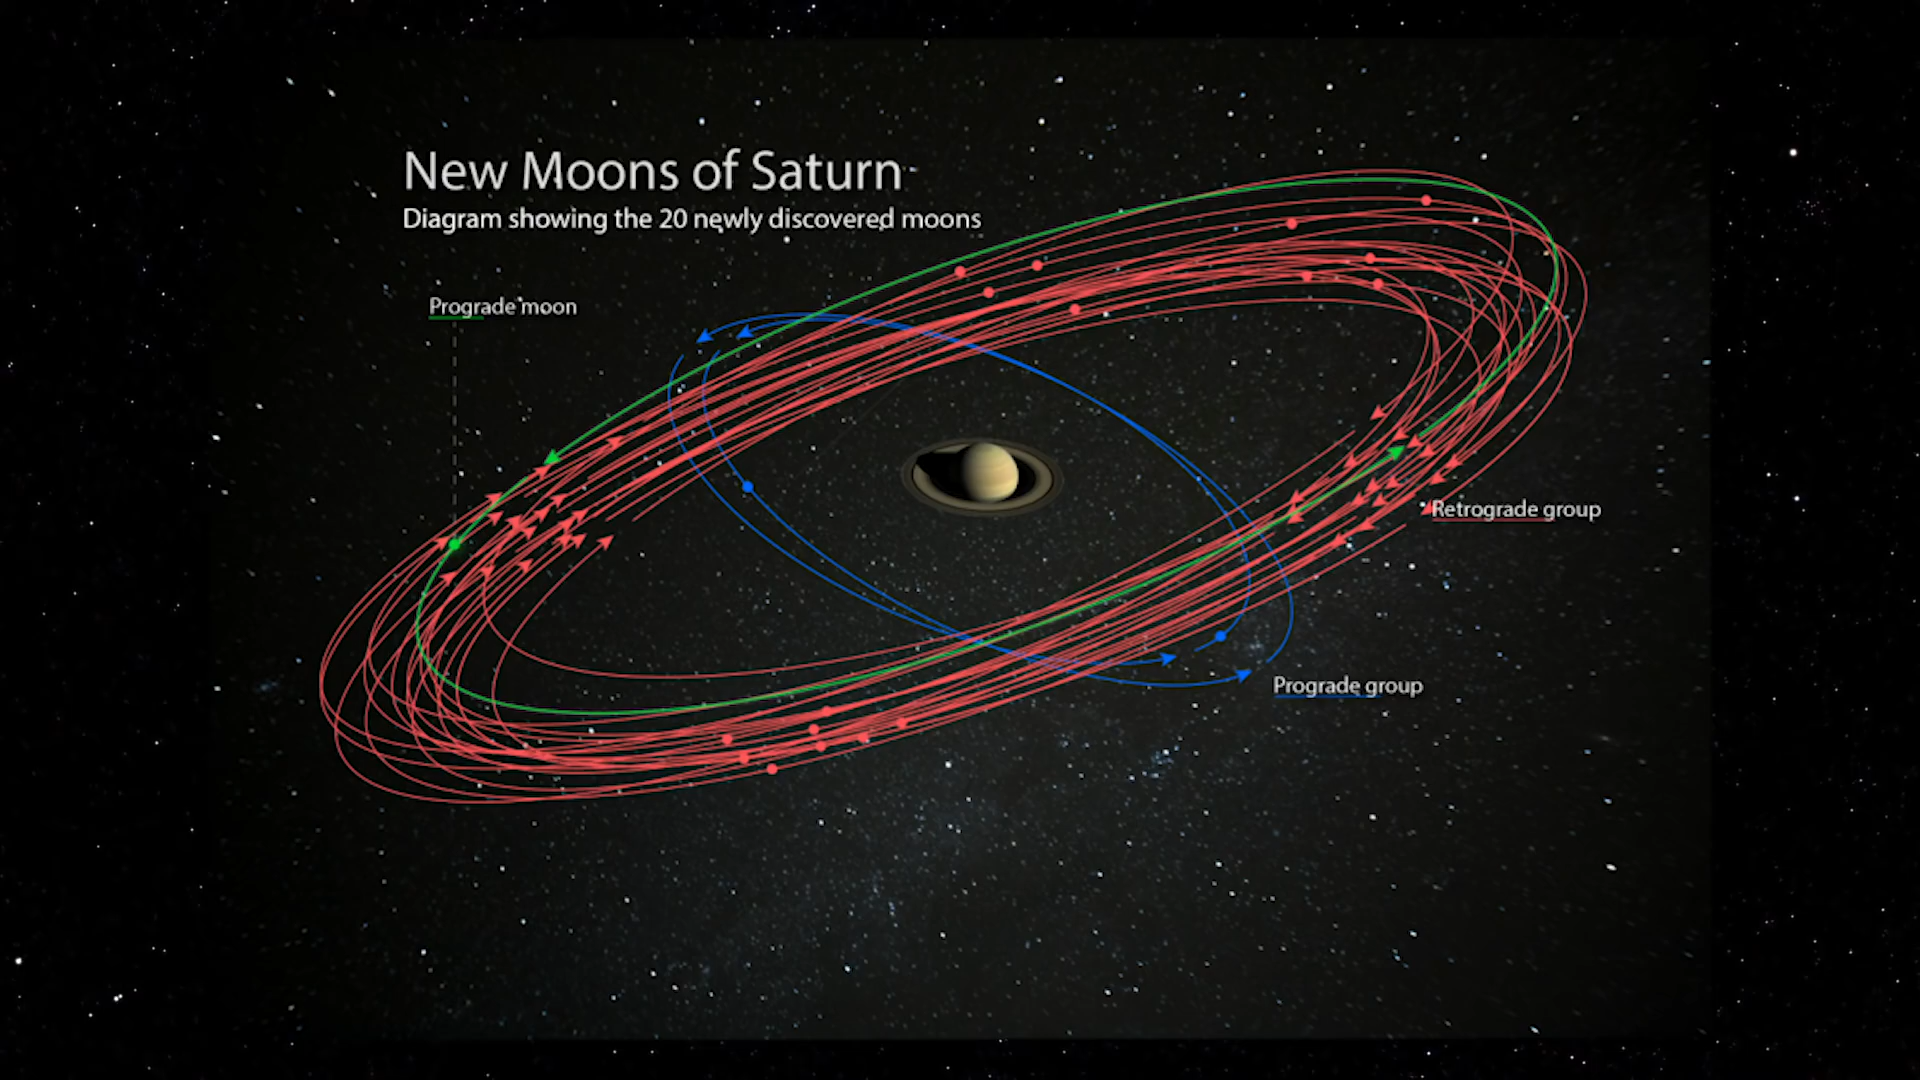 New Moons of Saturn
Diagram showing the 20 newly discovered moons
Prograde moon
Retrograde group
Prograde group